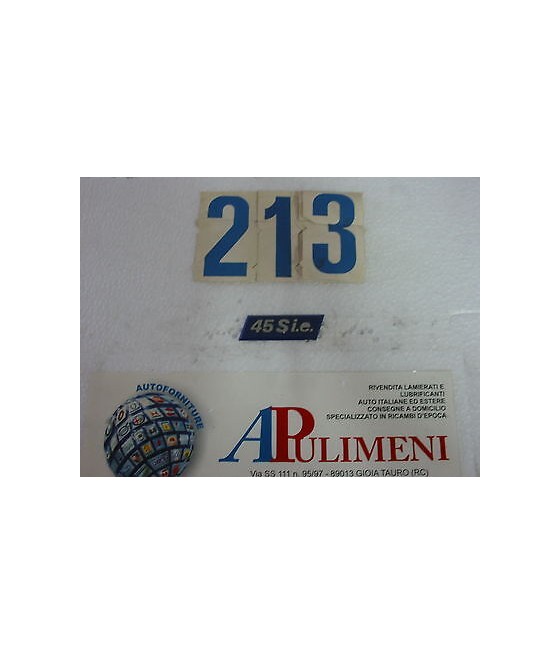 213
45 S i.e.
AUTOFORNITURE
RIVENDITA LAMIERATI E
LUBRIFICANTI
AUTO ITALIANE ED ESTERE
CONSEGNE A DOMICILIO
SPECIALIZZATO IN RICAMBI D'EPOCA
APULIMENI
Via SS 111 n. 95/97 - 89013 GIOIA TAURO (RC)